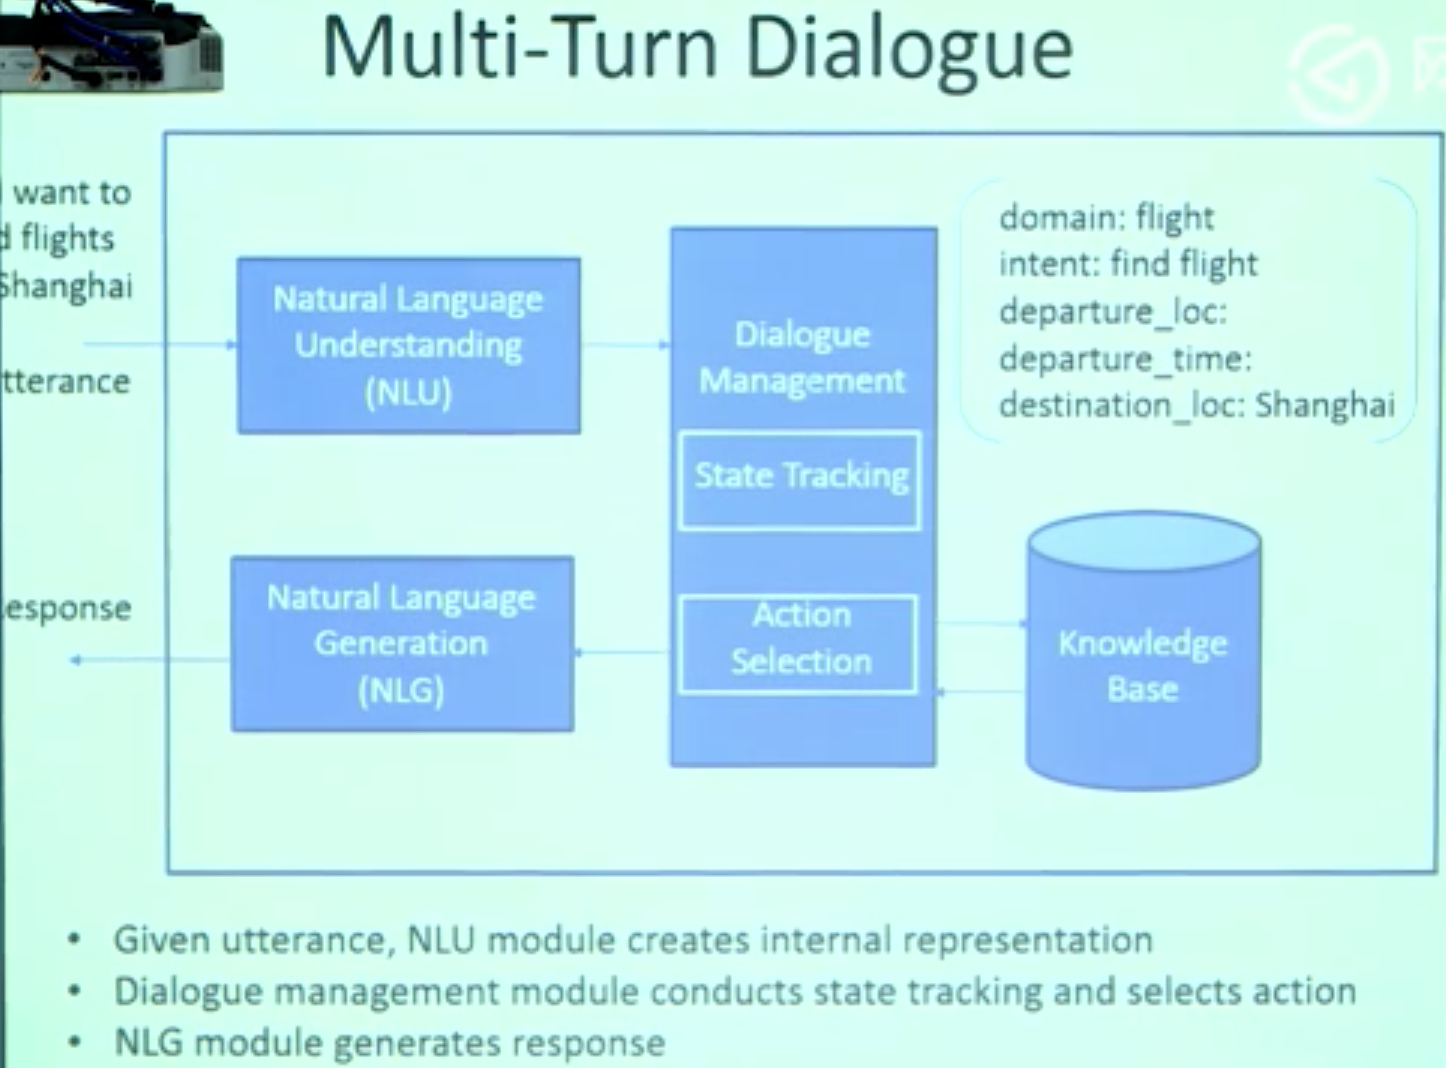 Multi-Turn Dialogue
want to
flights
Shanghai
Natural Language
Understanding
(NLU)
Dialogue
Management
State Tracking
Action
Selection
domain: flight
intent: find flight
departure_loc:
departure_time:
destination_loc: Shanghai
Natural Language
Generation
(NLG)
Knowledge
Base
• Given utterance, NLU module creates internal representation
• Dialogue management module conducts state tracking and selects action
• NLG module generates response